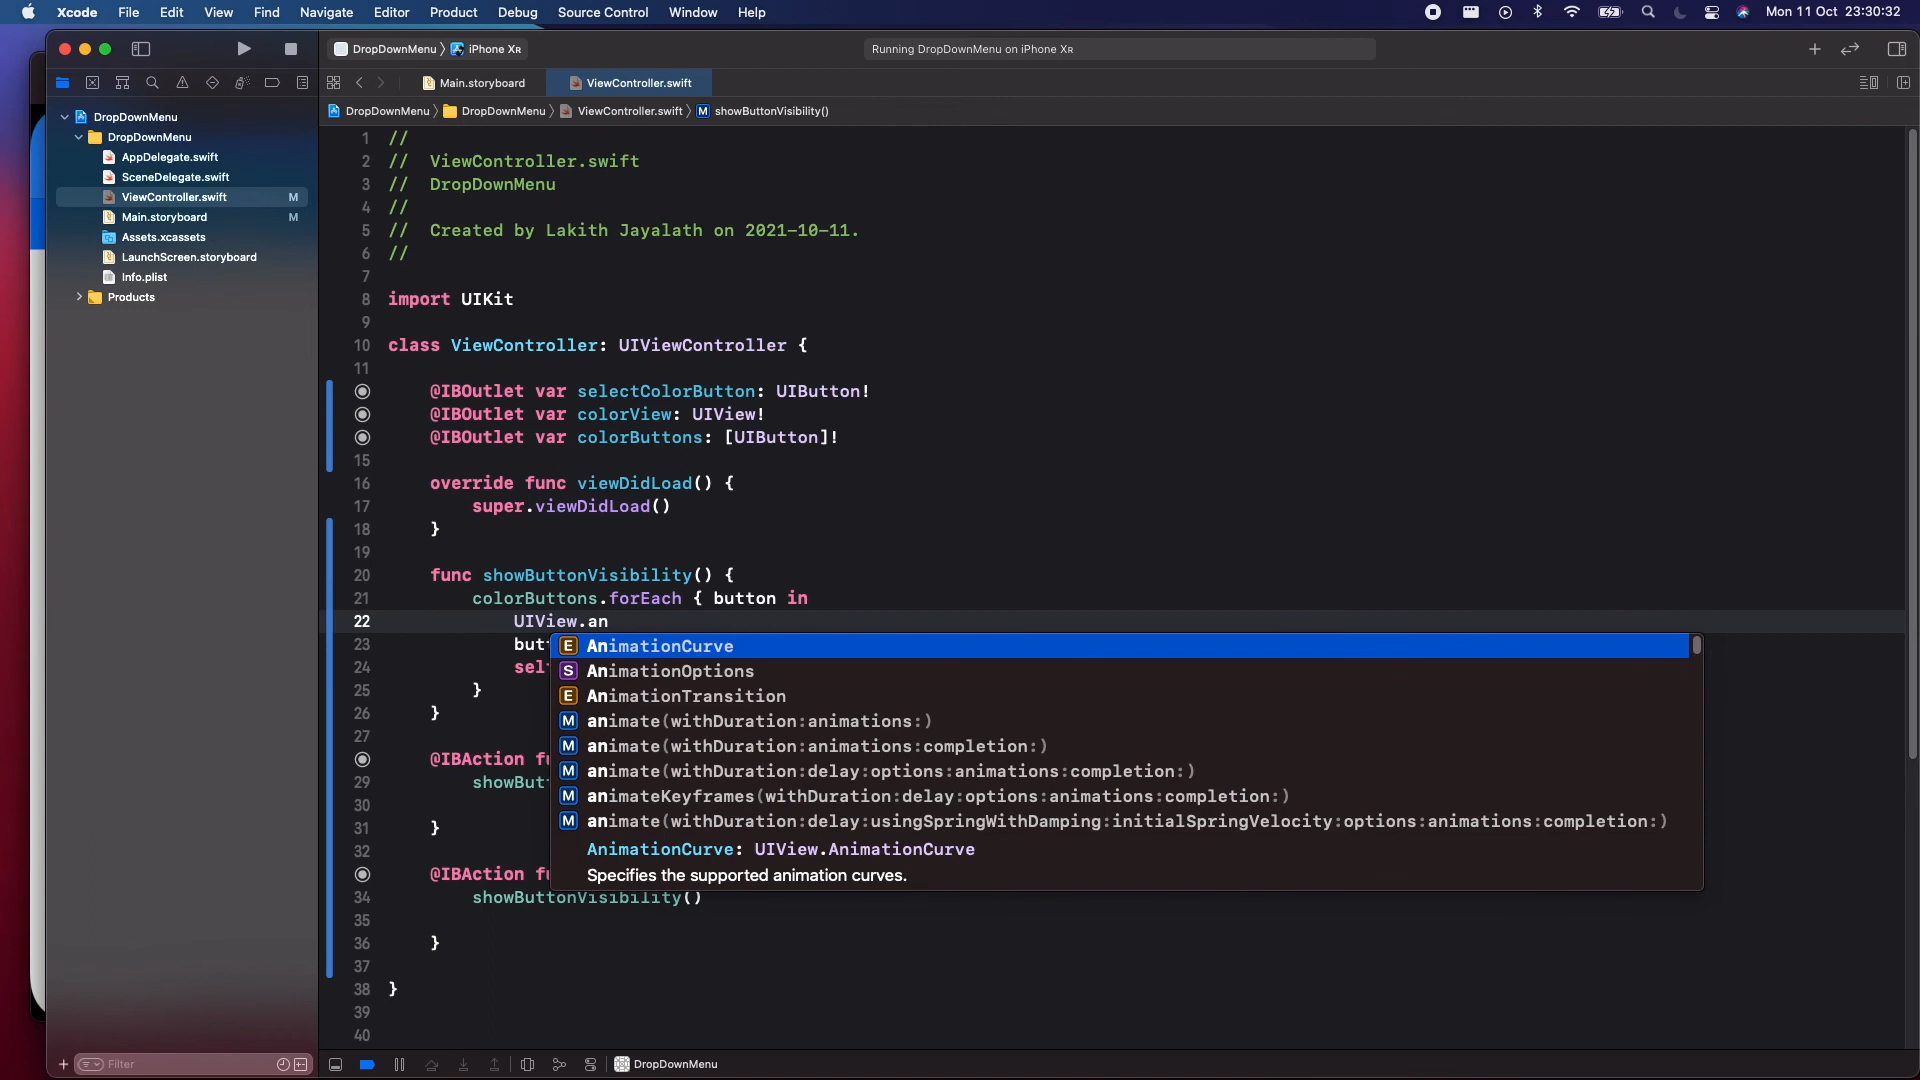 Xcode File Edit View Find Navigate Editor Product Debug Source Control Window Help Mon 11 Oct 23:30:32
DropDownMenu 〉 iPhone Xʀ Running DropDownMenu on iPhone Xʀ
Main.storyboard ViewController.swift
DropDownMenu 〉 DropDownMenu 〉 ViewController.swift 〉 M showButtonVisibility()
DropDownMenu
DropDownMenu
AppDelegate.swift
SceneDelegate.swift
ViewController.swift M
Main.storyboard M
Assets.xcassets
LaunchScreen.storyboard
Info.plist
Products
1 //
2 // ViewController.swift
3 // DropDownMenu
4 //
5 // Created by Lakith Jayalath on 2021-10-11.
6 //
7
8 import UIKit
9
10 class ViewController: UIViewController {
11
@IBOutlet var selectColorButton: UIButton!
@IBOutlet var colorView: UIView!
@IBOutlet var colorButtons: [UIButton]!
15
16 override func viewDidLoad() {
17 super.viewDidLoad()
18 }
19
20 func showButtonVisibility() {
21 colorButtons.forEach { button in
22 UIView.an
23 but
24 sel
25 }
26 }
27
@IBAction f
29 showBut
30
31 }
32
@IBAction f
34 showButtonVisibility()
35
36 }
37
38 }
39
40
E AnimationCurve
S AnimationOptions
E AnimationTransition
M animate(withDuration:animations:)
M animate(withDuration:animations:completion:)
M animate(withDuration:delay:options:animations:completion:)
M animateKeyframes(withDuration:delay:options:animations:completion:)
M animate(withDuration:delay:usingSpringWithDamping:initialSpringVelocity:options:animations:completion:)
AnimationCurve: UIView.AnimationCurve
Specifies the supported animation curves.
Filter DropDownMenu